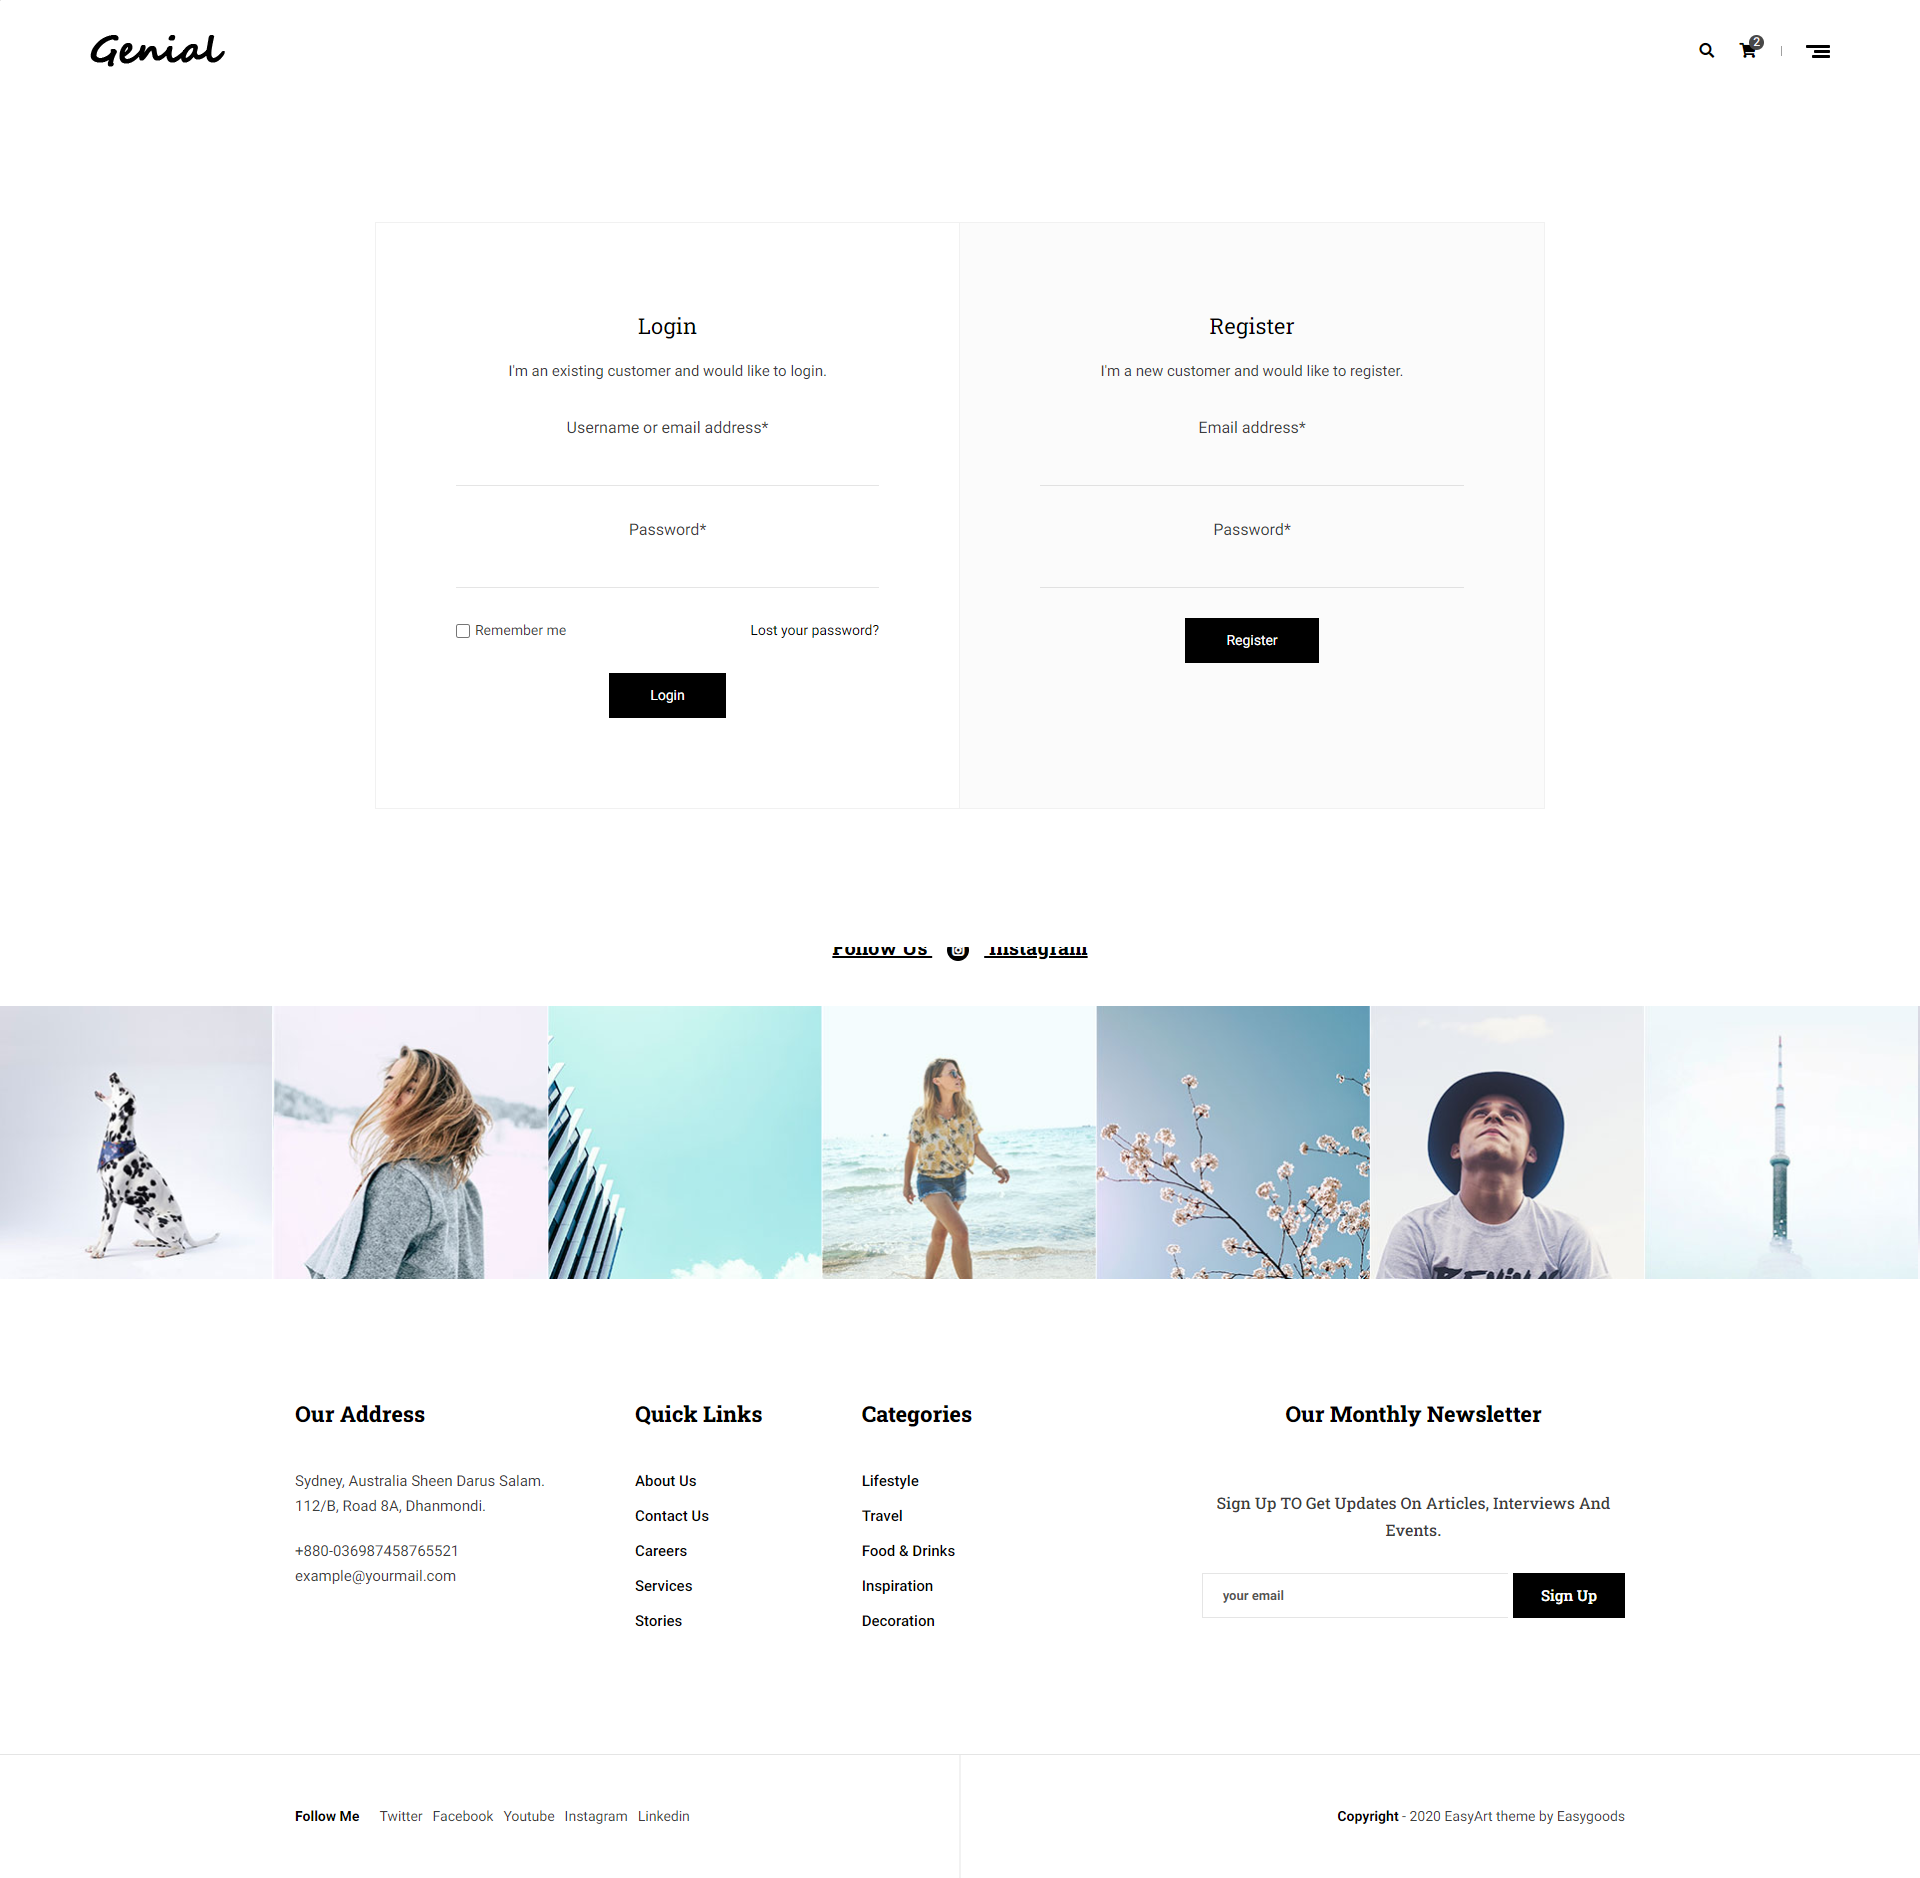 Genial
2
Login
I'm an existing customer and would like to login.
Username or email address*
Password*
Remember me
Lost your password?
Login
Register
I'm a new customer and would like to register.
Email address*
Password*
Register
Follow Us Instagram
Our Address
Sydney, Australia Sheen Darus Salam.
112/B, Road 8A, Dhanmondi.
+880-036987458765521
example@yourmail.com
Quick Links
About Us
Contact Us
Careers
Services
Stories
Categories
Lifestyle
Travel
Food & Drinks
Inspiration
Decoration
Our Monthly Newsletter
Sign Up TO Get Updates On Articles, Interviews And
Events.
your email
Sign Up
Follow Me Twitter Facebook Youtube Instagram Linkedin
Copyright - 2020 EasyArt theme by Easygoods